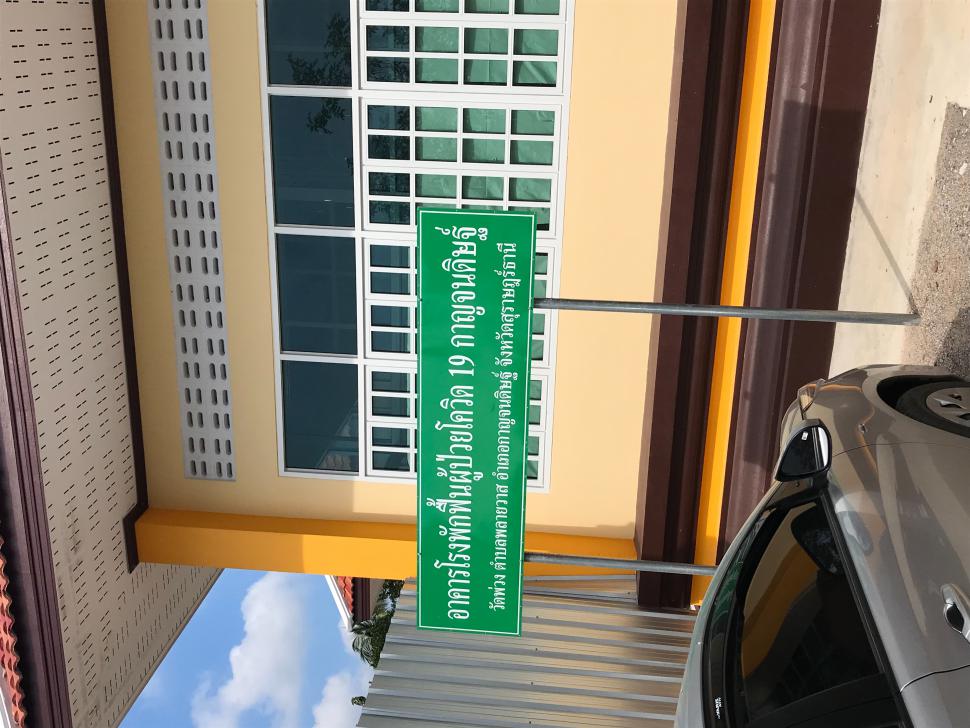 อาคารโรงพักฟื้นผู้ป่วยโควิด 19 กาญจนดิษฐ์
วัดพ่วง ตำบลพลายวาส อำเภอกาญจนดิษฐ์ จังหวัดสุราษฎร์ธานี